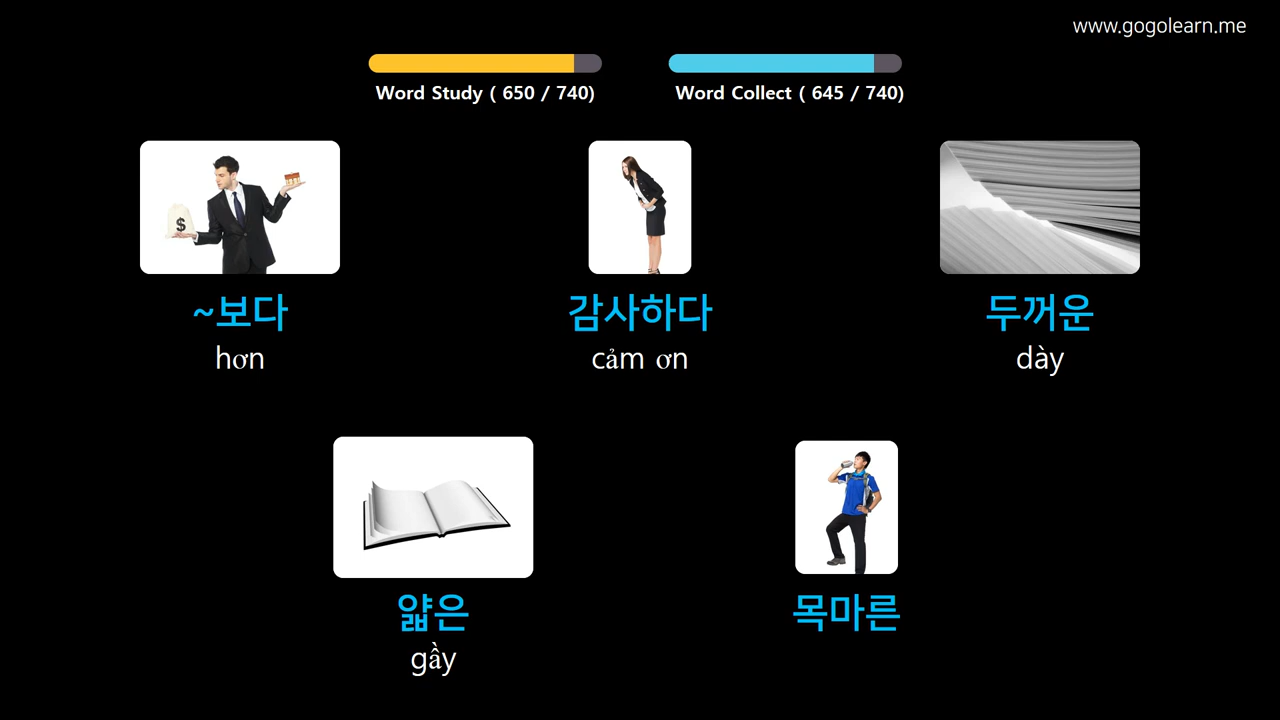 www.gogolearn.me
Word Study ( 650 / 740)
Word Collect ( 645 / 740)
$
~보다
hơn
감사하다
cảm ơn
두꺼운
dày
얇은
gầy
목마른